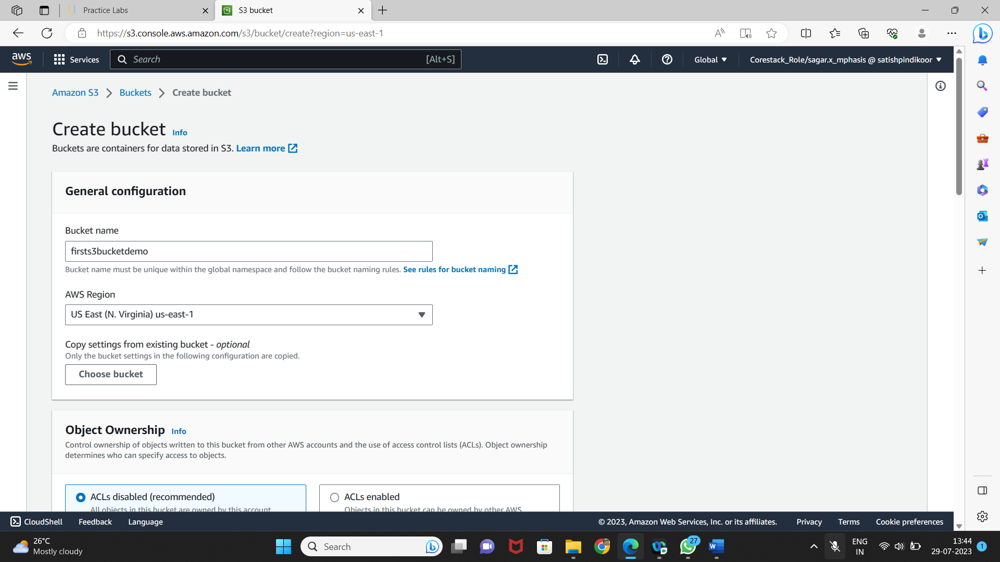 Practice Labs
S3 bucket
https://s3.console.aws.amazon.com/s3/bucket/create?region=us-east-1
aws
Services
Search
[Alt+S]
Global
Corestack_Role/sagar.x_mphasis @ satishpindikoor
Amazon S3
Buckets
Create bucket
Create bucket Info
Buckets are containers for data stored in S3. Learn more
General configuration
Bucket name
firsts3bucketdemo
Bucket name must be unique within the global namespace and follow the bucket naming rules. See rules for bucket naming
AWS Region
US East (N. Virginia) us-east-1
Copy settings from existing bucket - optional
Only the bucket settings in the following configuration are copied.
Choose bucket
Object Ownership Info
Control ownership of objects written to this bucket from other AWS accounts and the use of access control lists (ACLs). Object ownership
determines who can specify access to objects.
ACLs disabled (recommended)
All objects in this bucket are owned by this account.
ACLs enabled
Objects in this bucket can be owned by other AWS
CloudShell
Feedback
Language
© 2023, Amazon Web Services, Inc. or its affiliates.
Privacy
Terms
Cookie preferences
26°C
Mostly cloudy
Search
27
ENG
IN
13:44
29-07-2023
1